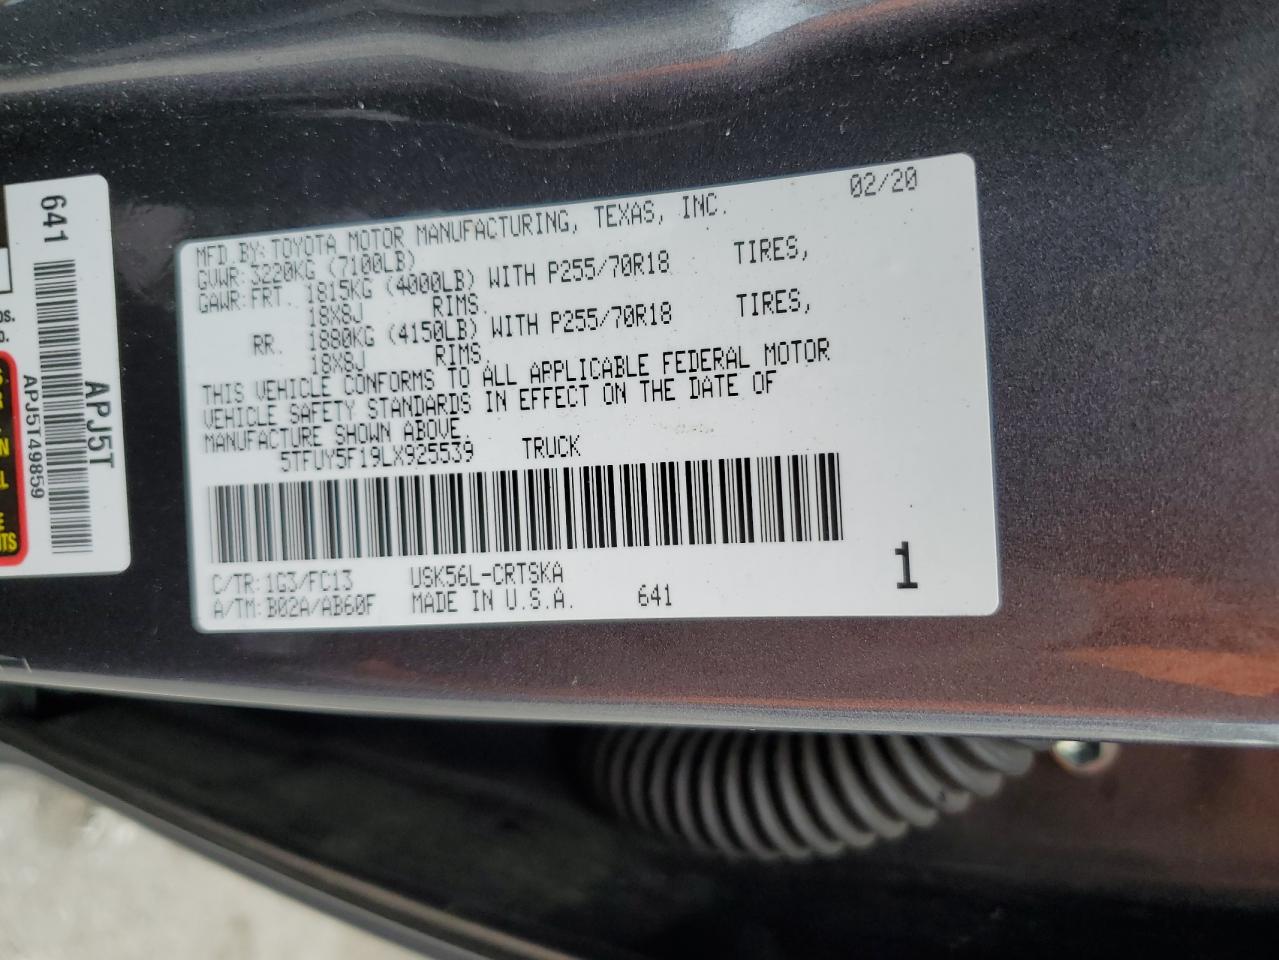 MFD.BY:TOYOTA MOTOR MANUFACTURING, TEXAS, INC. 02/20
GVWR:3220KG (7100LB)
GAWR:FRT. 1815KG (4000LB) WITH P255/70R18 TIRES,
18X8J RIMS.
RR. 1880KG (4150LB) WITH P255/70R18 TIRES,
18X8J RIMS.
THIS VEHICLE CONFORMS TO ALL APPLICABLE FEDERAL MOTOR
VEHICLE SAFETY STANDARDS IN EFFECT ON THE DATE OF
MANUFACTURE SHOWN ABOVE.
5TFUY5F19LX925539 TRUCK
C/TR:1G3/FC13 USK56L-CRTSKA
A/TM:B02A/AB60F MADE IN U.S.A. 641 1
641
APJ5T
APJ5T49859